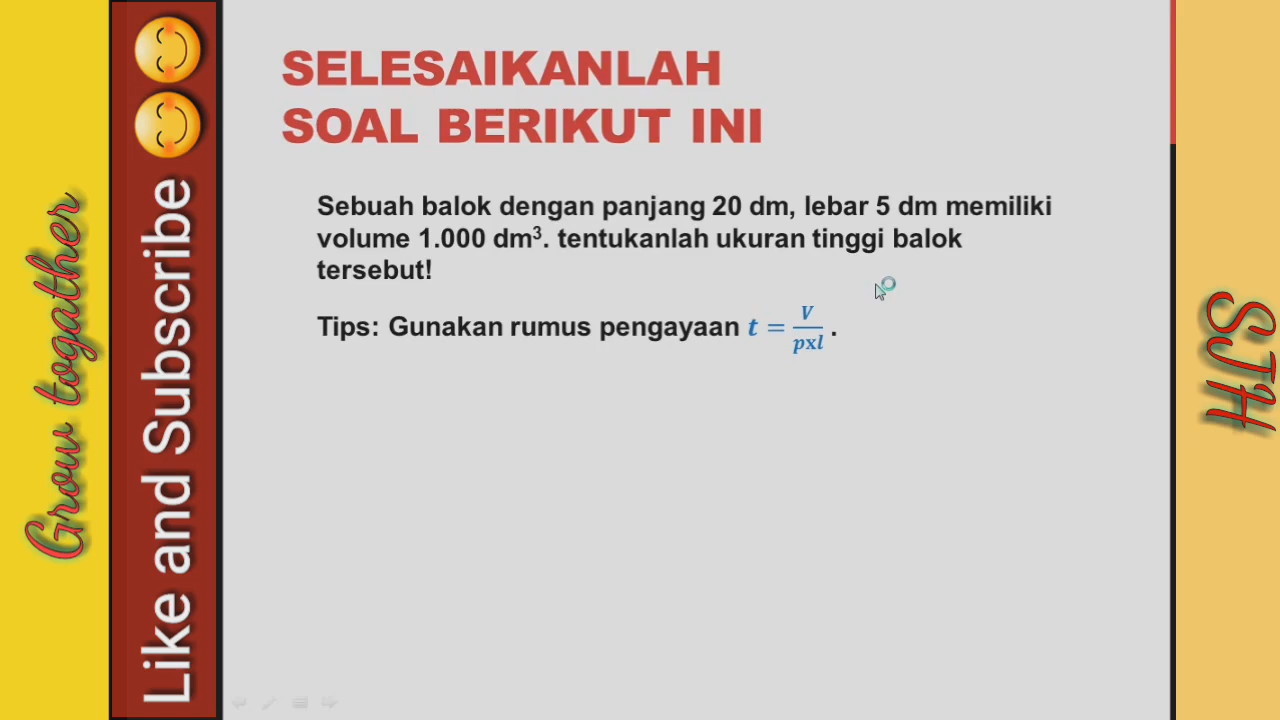 Grow togather
Like and Subscribe
SELESAIKANLAH
SOAL BERIKUT INI
Sebuah balok dengan panjang 20 dm, lebar 5 dm memiliki
volume 1.000 dm³. tentukanlah ukuran tinggi balok
tersebut!
Tips: Gunakan rumus pengayaan t = V/pxl .
SJH